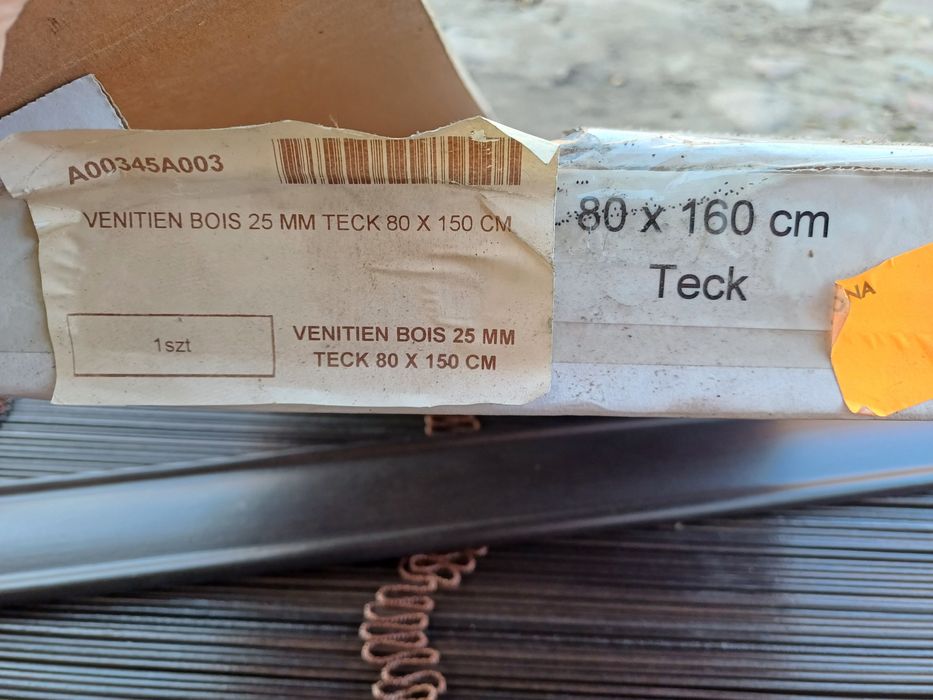 A00345A003
VENITIEN BOIS 25 MM TECK 80 X 150 CM
1szt
VENITIEN BOIS 25 MM
TECK 80 X 150 CM
80 x 160 cm
Teck